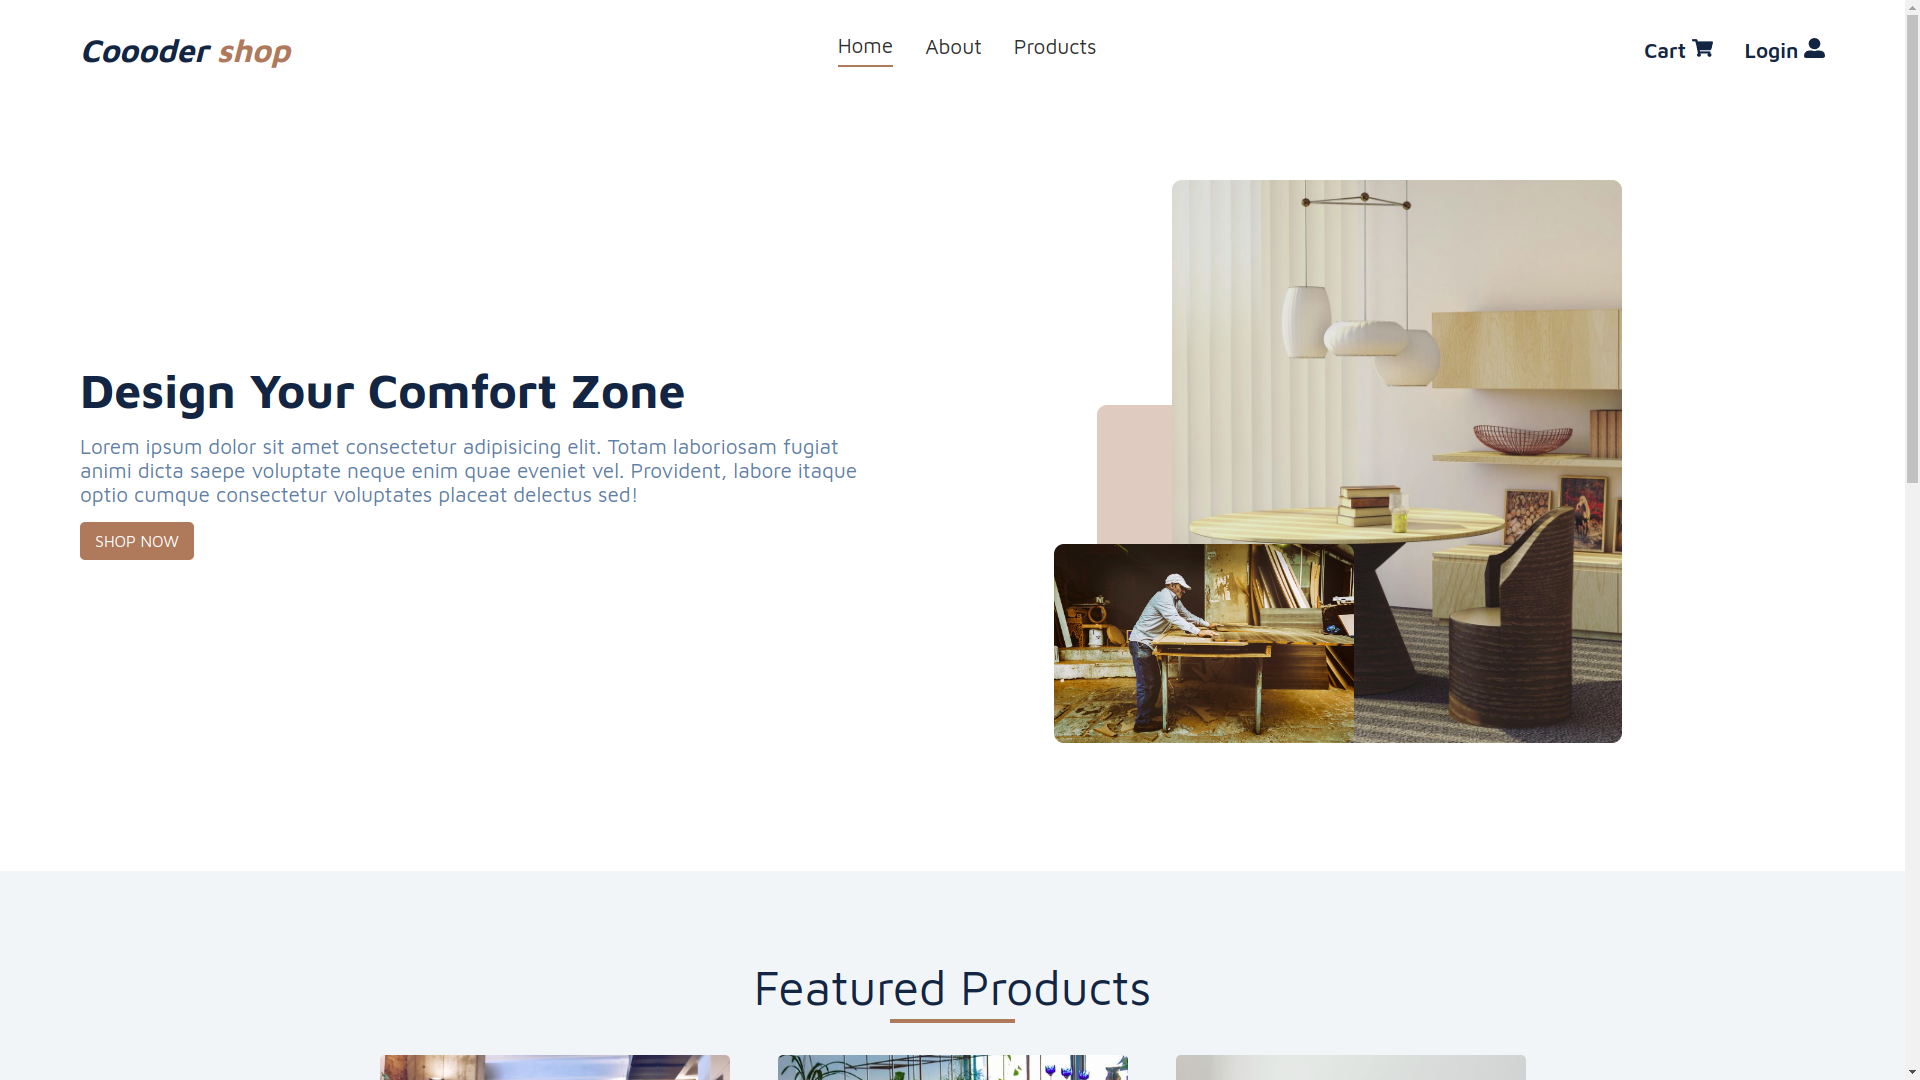 Coooder shop
Home
About
Products
Cart
Login
Design Your Comfort Zone
Lorem ipsum dolor sit amet consectetur adipisicing elit. Totam laboriosam fugiat
animi dicta saepe voluptate neque enim quae eveniet vel. Provident, labore itaque
optio cumque consectetur voluptates placeat delectus sed!
SHOP NOW
Featured Products